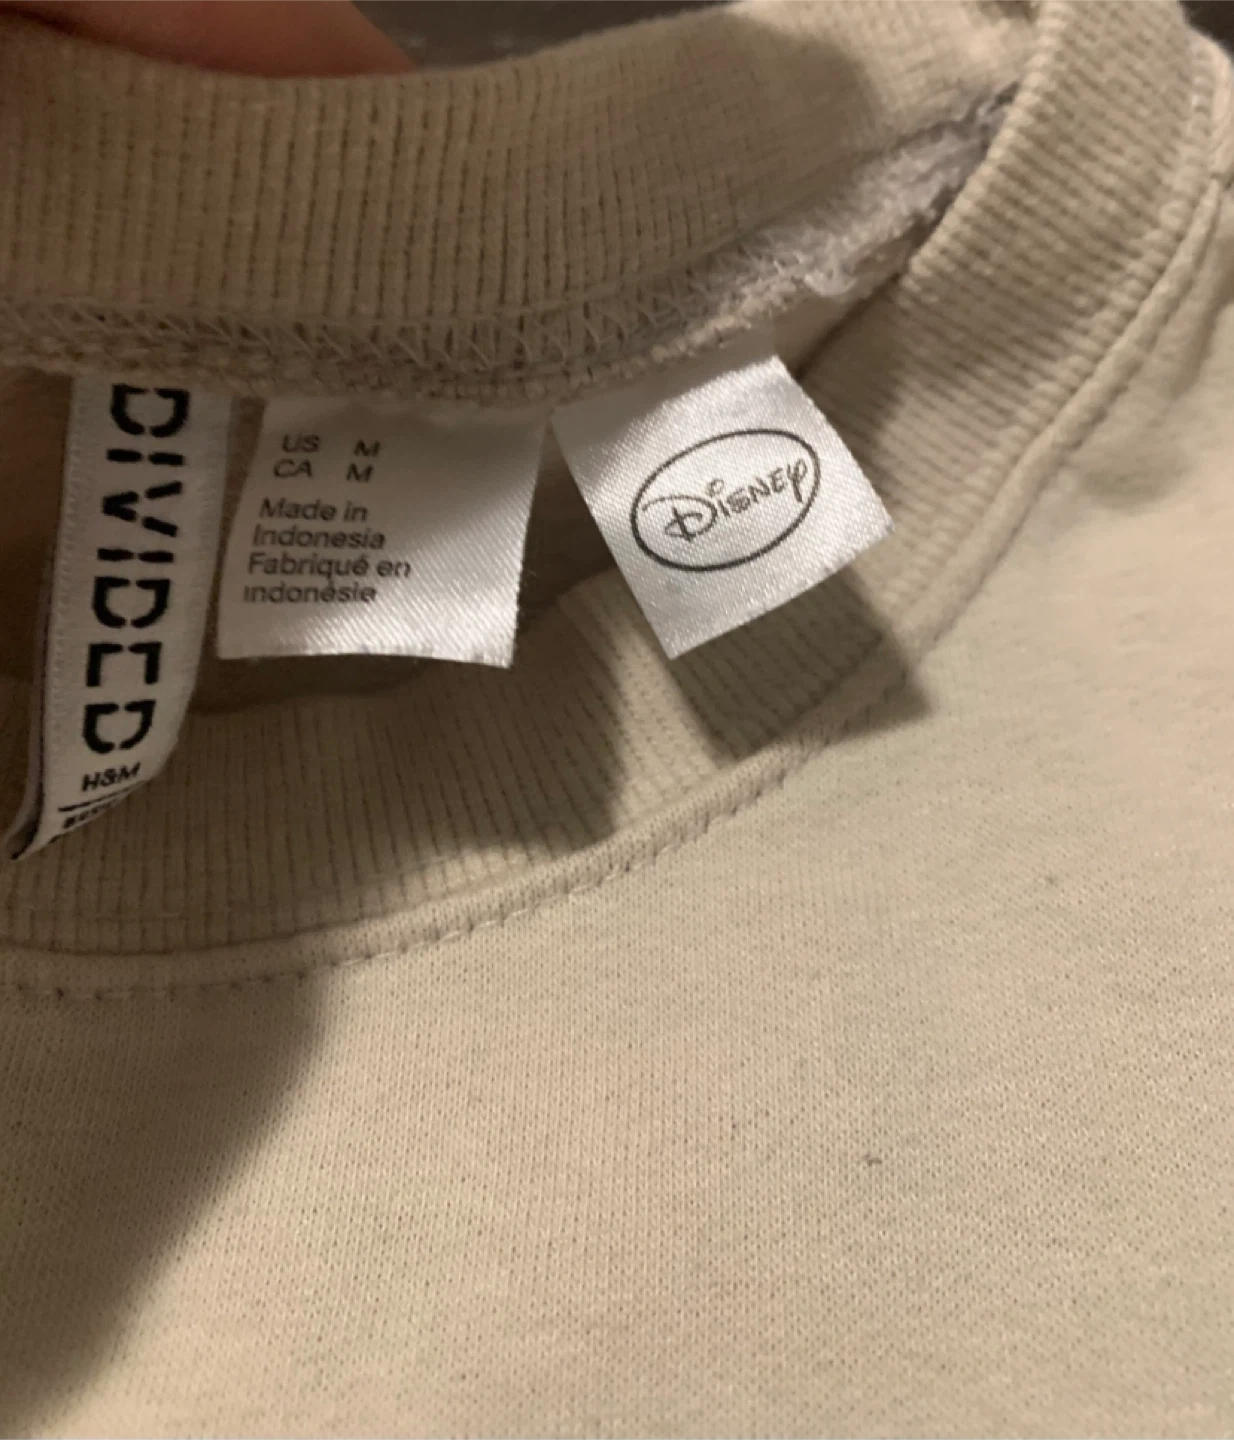 DIVIDED
H&M
US M
CA M
Made in
Indonesia
Fabriqué en
Indonésie
Disney